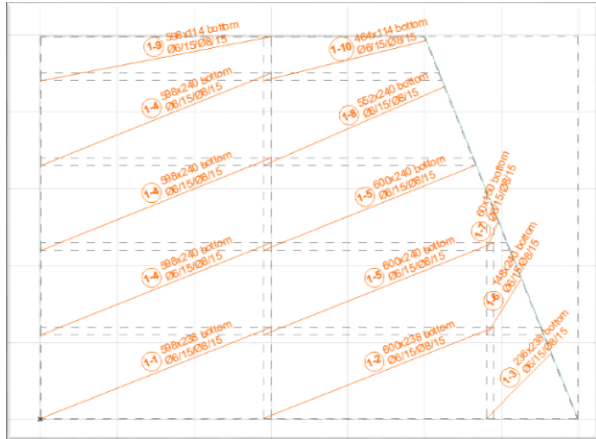 1-9 598x114 bottom
Ø6/15/Ø8/15
1-10 464x114 bottom
Ø6/15/Ø8/15
1-4 598x240 bottom
Ø6/15/Ø8/15
1-8 552x240 bottom
Ø6/15/Ø8/15
1-4 598x240 bottom
Ø6/15/Ø8/15
1-5 600x240 bottom
Ø6/15/Ø8/15
1-7 bottom
Ø6/15/Ø8/15
1-4 598x240 bottom
Ø6/15/Ø8/15
1-5 600x240 bottom
Ø6/15/Ø8/15
1-6 148x240 bottom
Ø6/15/Ø8/15
1-1 598x238 bottom
Ø6/15/Ø8/15
1-2 600x238 bottom
Ø6/15/Ø8/15
1-3 236x238 bottom
Ø6/15/Ø8/15